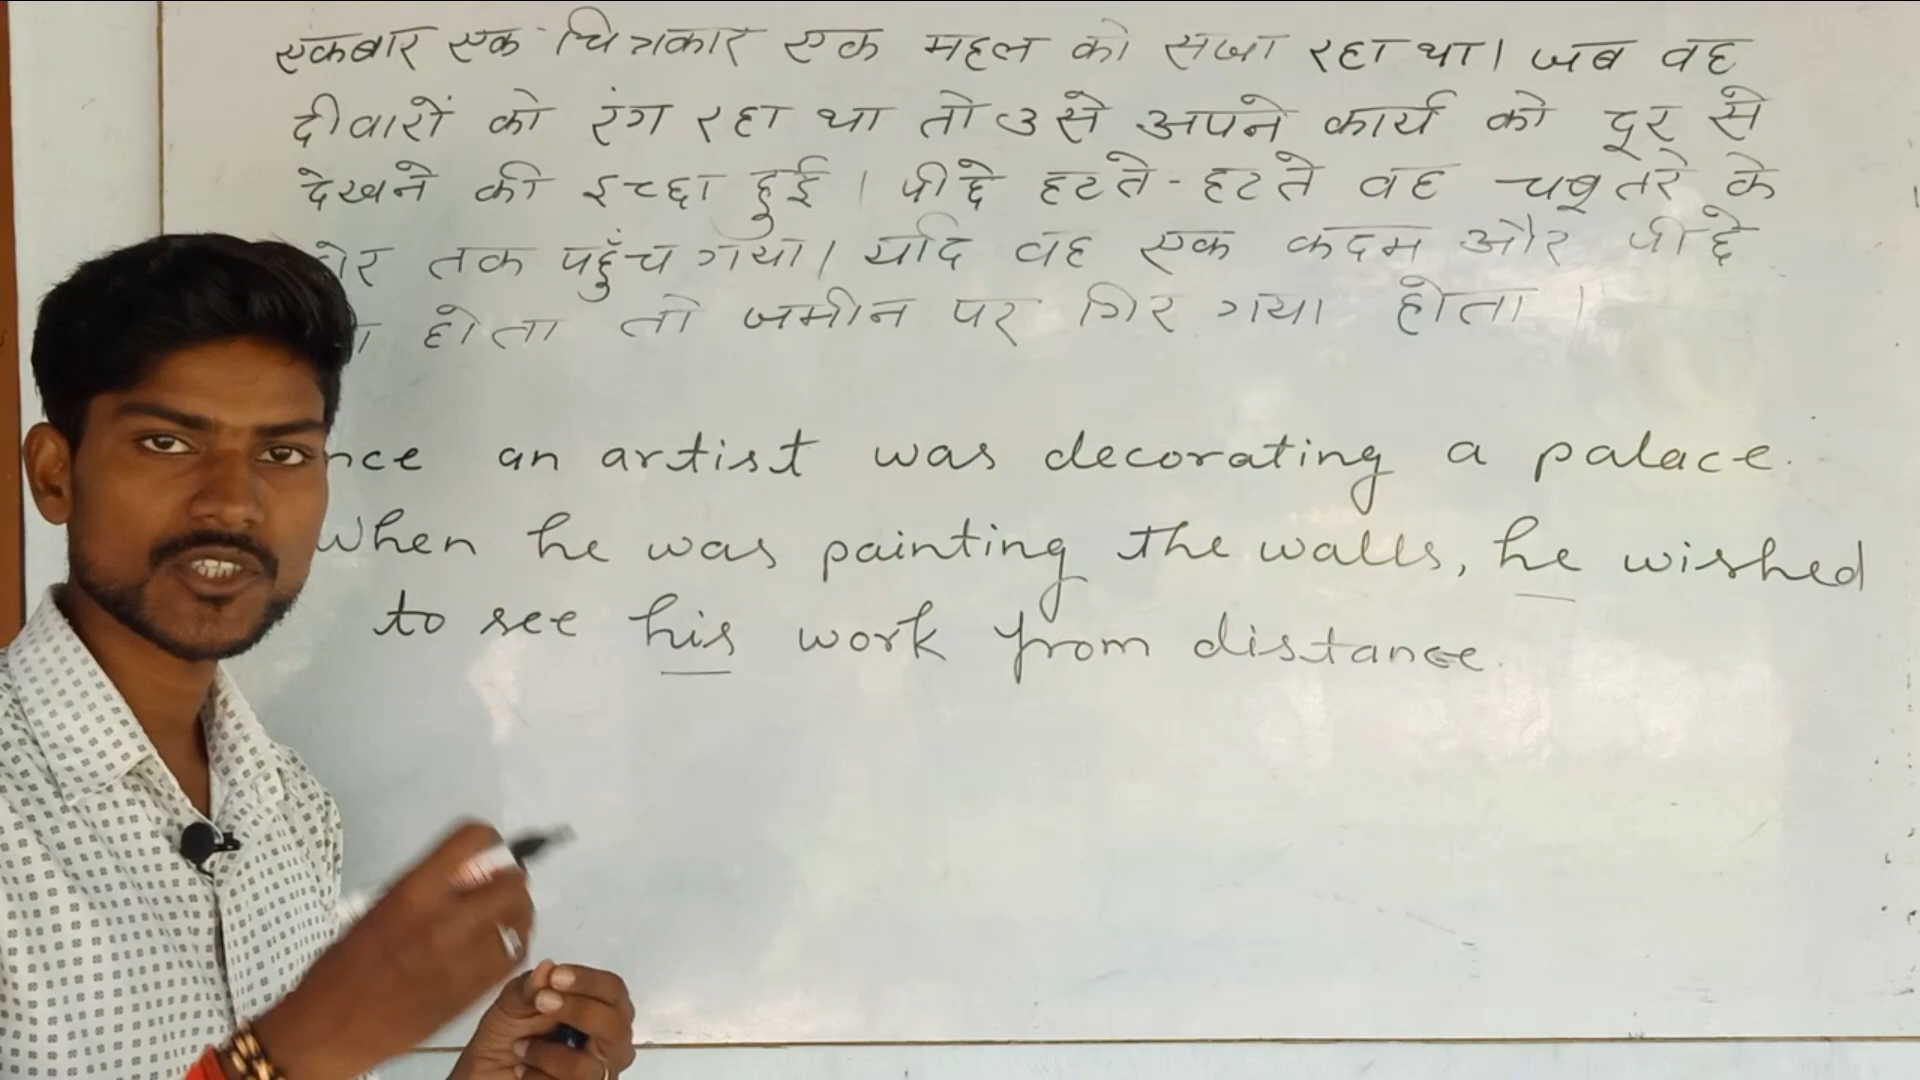 एकबार एक चित्रकार एक महल को सजा रहा था। जब वह
दीवारों को रंग रहा था तो उसे अपने कार्य को दूर से
देखने की इच्छा हुई। पीछे हटते-हटते वह चबूतरे के
तक पहुँच गया। यदि वह एक कदम और पीछे
होता तो जमीन पर गिर गया होता।
nce an artist was decorating a palace.
When he was painting the walls, he wished
to see his work from distance.